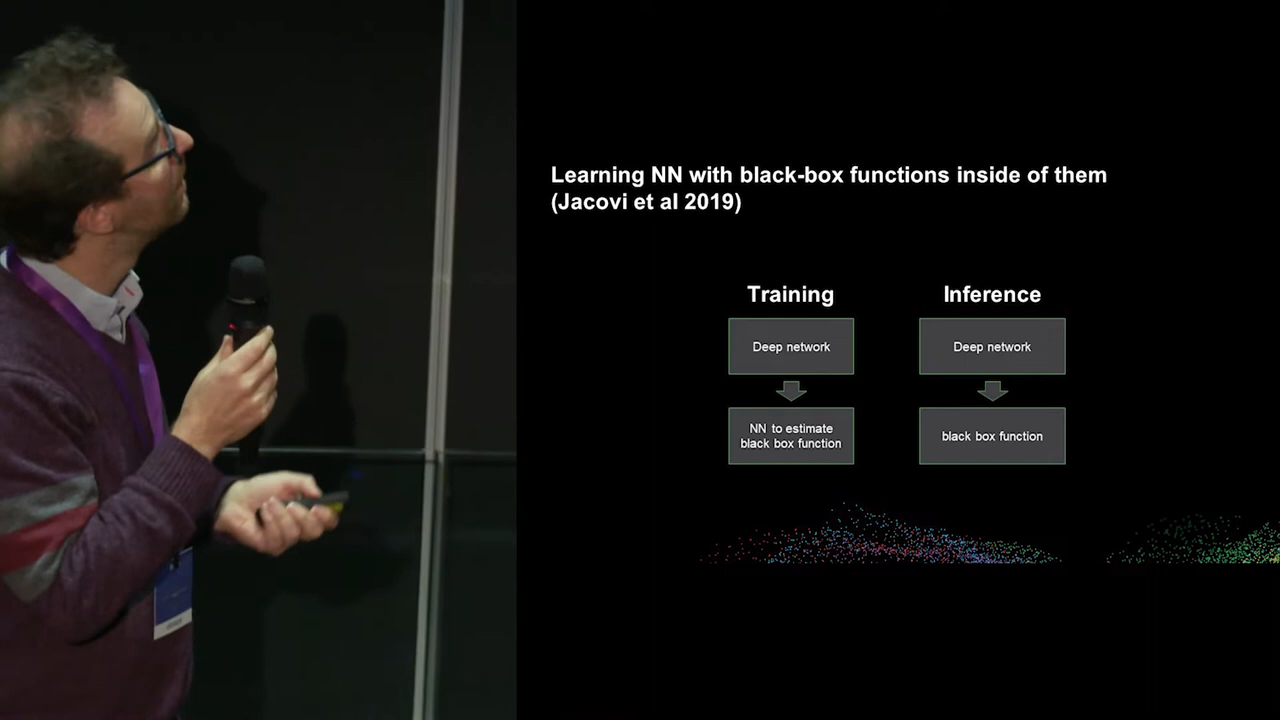 Learning NN with black-box functions inside of them
(Jacovi et al 2019)
Training
Inference
Deep network
Deep network
NN to estimate
black box function
black box function